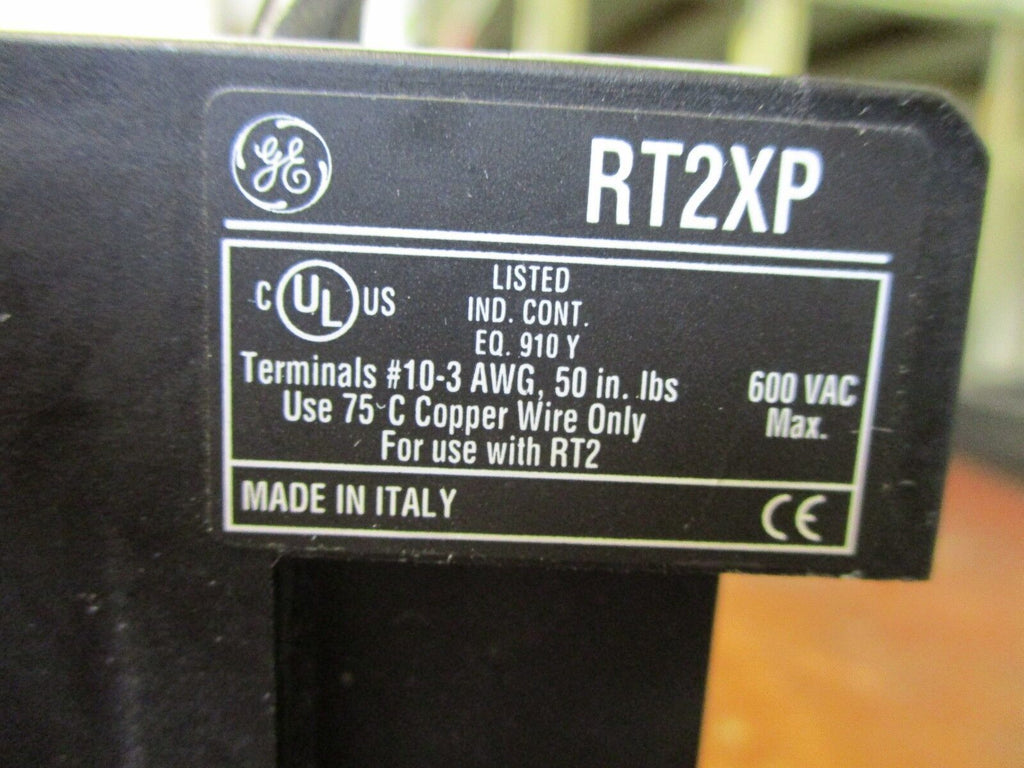 GE
RT2XP
C UL US
LISTED
IND. CONT.
EQ. 910 Y
Terminals #10-3 AWG, 50 in. lbs
Use 75°C Copper Wire Only
For use with RT2
600 VAC
Max.
MADE IN ITALY
CE